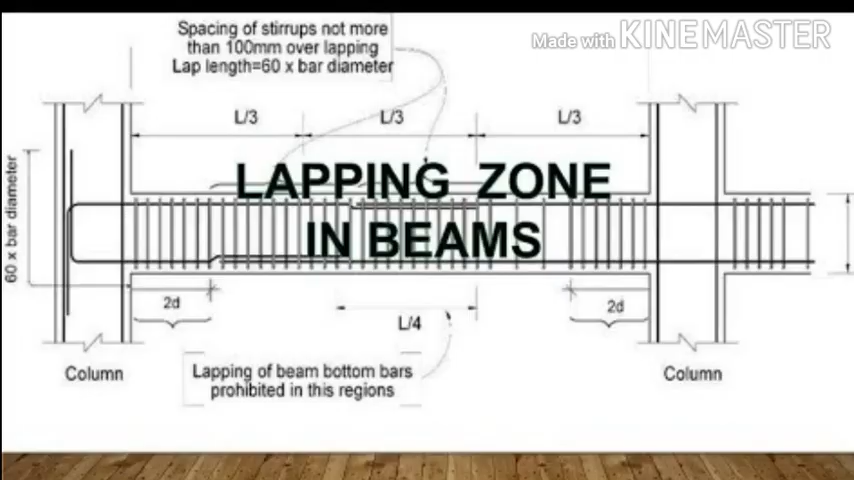 Spacing of stirrups not more
than 100mm over lapping
Lap length=60 x bar diameter
Made with KINEMASTER
L/3
L/3
L/3
LAPPING ZONE
IN BEAMS
60 x bar diameter
2d
2d
L/4
Column
Lapping of beam bottom bars
prohibited in this regions
Column